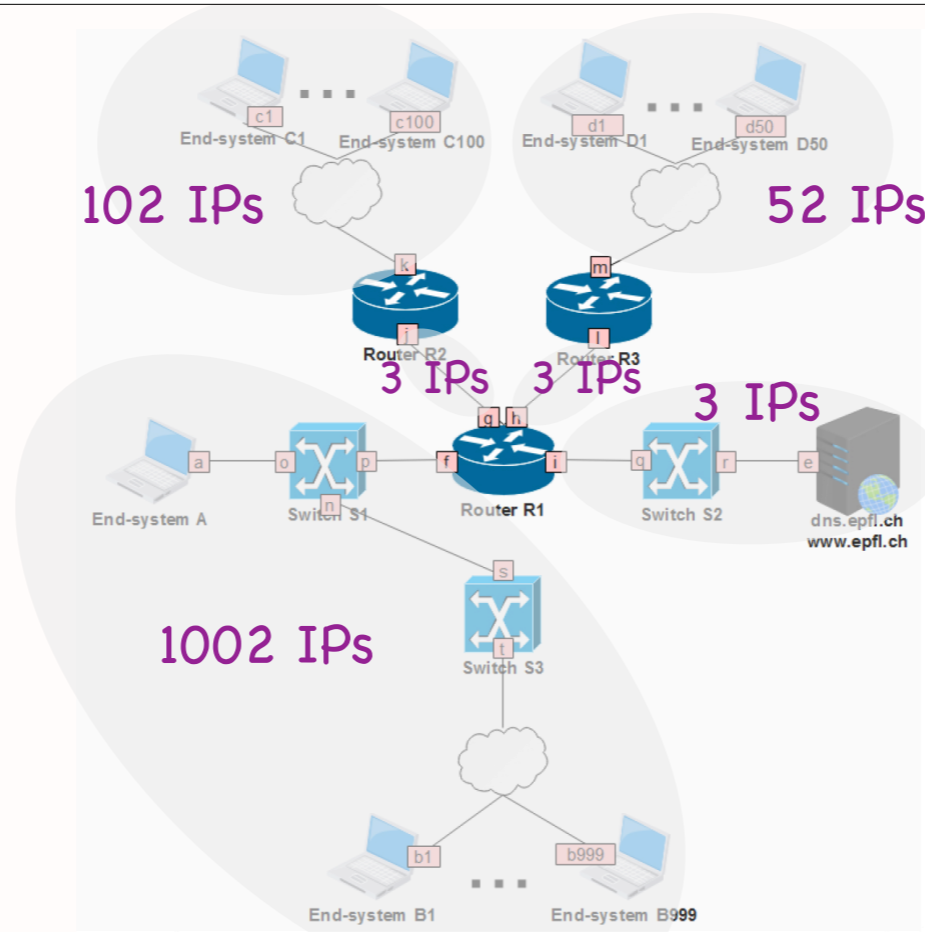 c1
c100
d1
d50
End-system C1
End-system C100
End-system D1
End-system D50
102 IPs
52 IPs
k
m
j
l
Router R2
Router R3
3 IPs
3 IPs
3 IPs
g
h
a
o
p
f
i
q
r
e
n
End-system A
Switch S1
Router R1
Switch S2
dns.epfl.ch
www.epfl.ch
s
1002 IPs
t
Switch S3
b1
b999
End-system B1
End-system B999